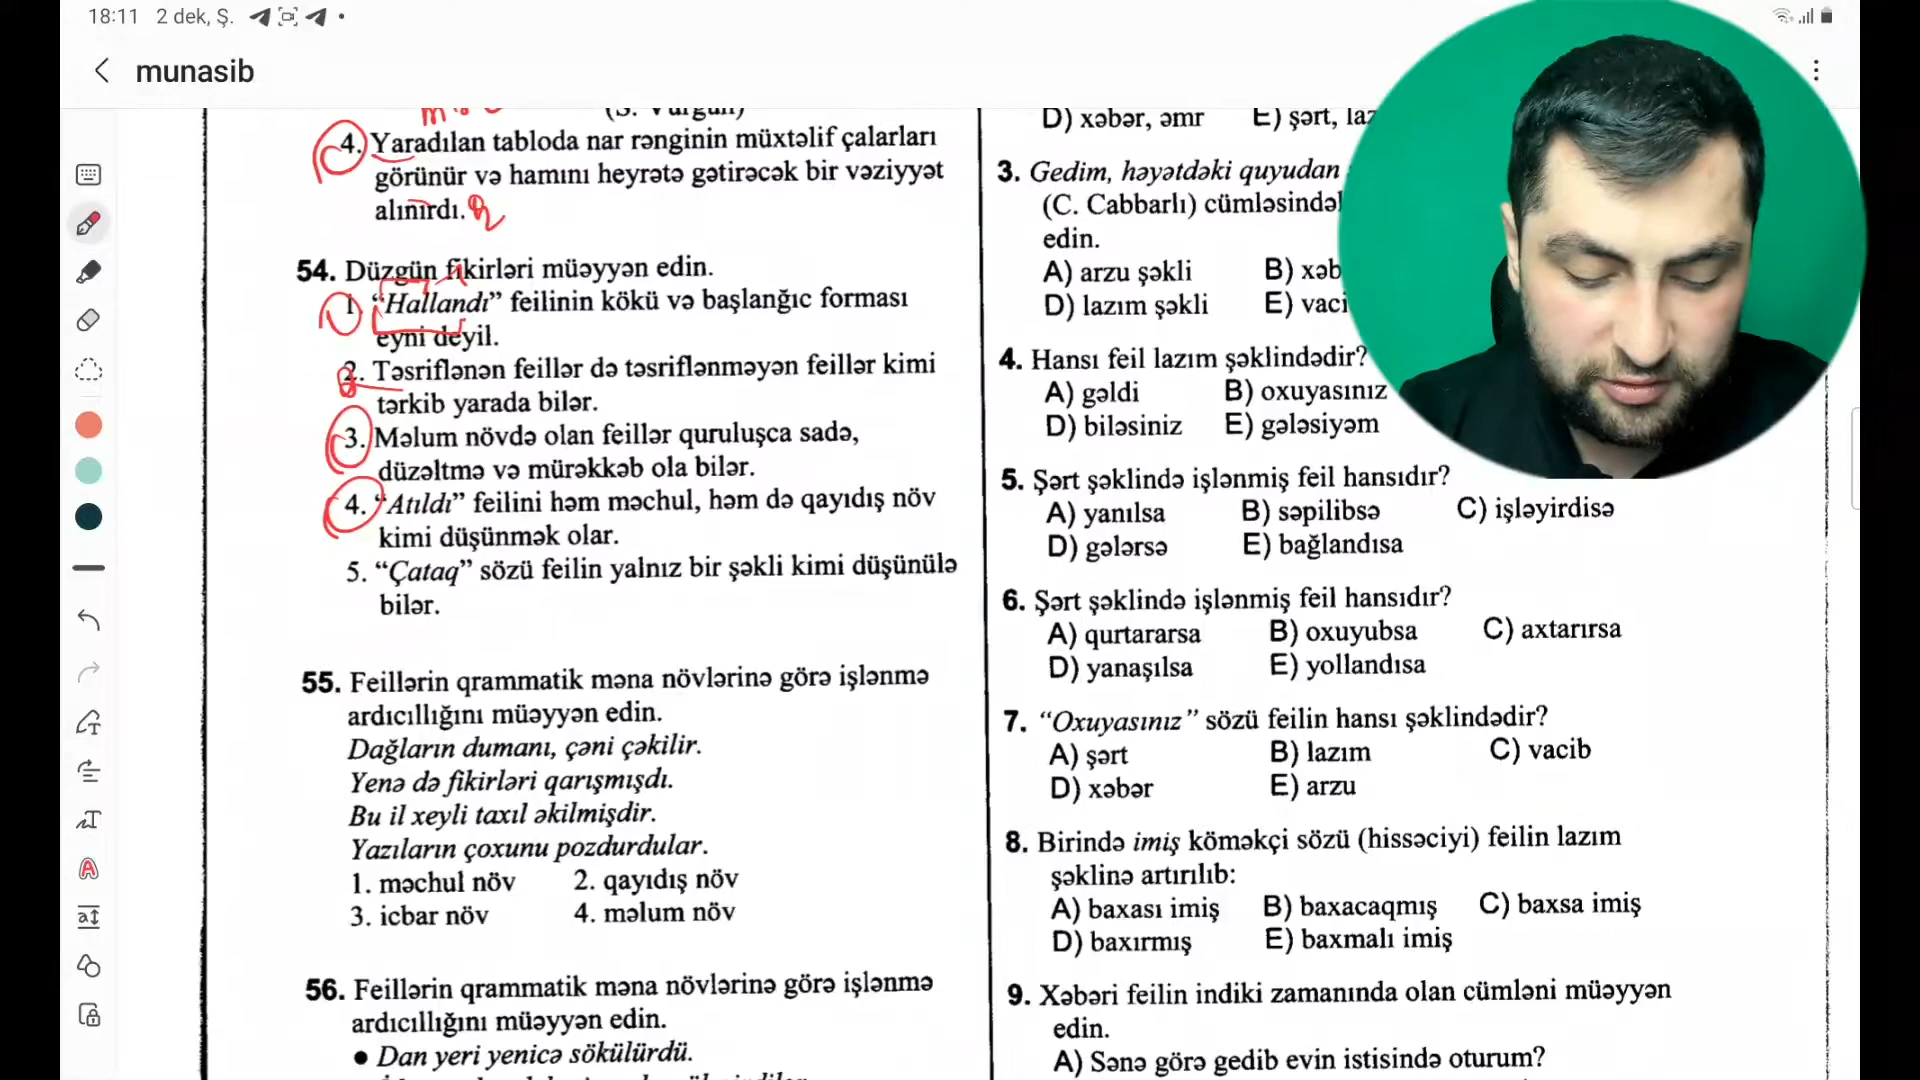 18:11 2 dek, Ş.
munasib
(S. Vurğun)
4. Yaradılan tabloda nar rənginin müxtəlif çalarları
görünür və hamını heyrətə gətirəcək bir vəziyyət
alınırdı.
54. Düzgün fikirləri müəyyən edin.
1. “Hallandı” feilinin kökü və başlanğıc forması
eyni deyil.
2. Təsriflənən feillər də təsriflənməyən feillər kimi
tərkib yarada bilər.
3. Məlum növdə olan feillər quruluşca sadə,
düzəltmə və mürəkkəb ola bilər.
4. “Atıldı” feilini həm məchul, həm də qayıdış növ
kimi düşünmək olar.
5. “Çataq” sözü feilin yalnız bir şəkli kimi düşünülə
bilər.
55. Feillərin qrammatik məna növlərinə görə işlənmə
ardıcıllığını müəyyən edin.
Dağların dumanı, çəni çəkilir.
Yenə də fikirləri qarışmışdı.
Bu il xeyli taxıl əkilmişdir.
Yazıların çoxunu pozdurdular.
1. məchul növ 2. qayıdış növ
3. icbar növ 4. məlum növ
56. Feillərin qrammatik məna növlərinə görə işlənmə
ardıcıllığını müəyyən edin.
● Dan yeri yenicə sökülürdü.
D) xəbər, əmr E) şərt, laz
3. Gedim, həyətdəki quyudan
(C. Cabbarlı) cümləsindəl
edin.
A) arzu şəkli B) xəb
D) lazım şəkli E) vaci
4. Hansı feil lazım şəklindədir?
A) gəldi B) oxuyasınız
D) biləsiniz E) gələsiyəm
5. Şərt şəklində işlənmiş feil hansıdır?
A) yanılsa B) səpilibsə C) işləyirdisə
D) gələrsə E) bağlandısa
6. Şərt şəklində işlənmiş feil hansıdır?
A) qurtararsa B) oxuyubsa C) axtarırsa
D) yanaşılsa E) yollandısa
7. “Oxuyasınız” sözü feilin hansı şəklindədir?
A) şərt B) lazım C) vacib
D) xəbər E) arzu
8. Birində imiş köməkçi sözü (hissəciyi) feilin lazım
şəklinə artırılıb:
A) baxası imiş B) baxacaqmış C) baxsa imiş
D) baxırmış E) baxmalı imiş
9. Xəbəri feilin indiki zamanında olan cümləni müəyyən
edin.
A) Sənə görə gedib evin istisində oturum?